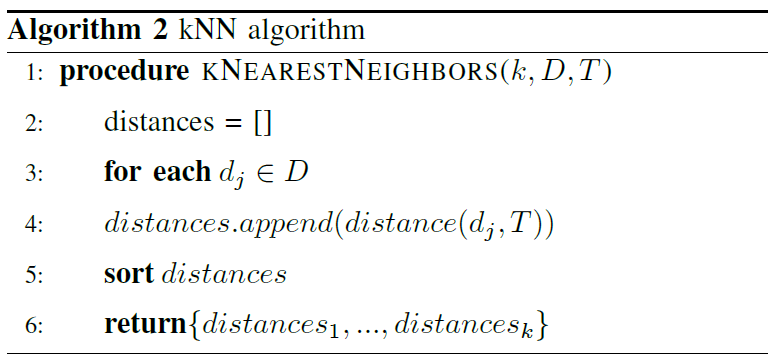 Algorithm 2 kNN algorithm
1: procedure KNEARESTNEIGHBORS(k, D, T)
2: distances = []
3: for each d_j ∈ D
4: distances.append(distance(d_j, T))
5: sort distances
6: return{distances_1, ..., distances_k}